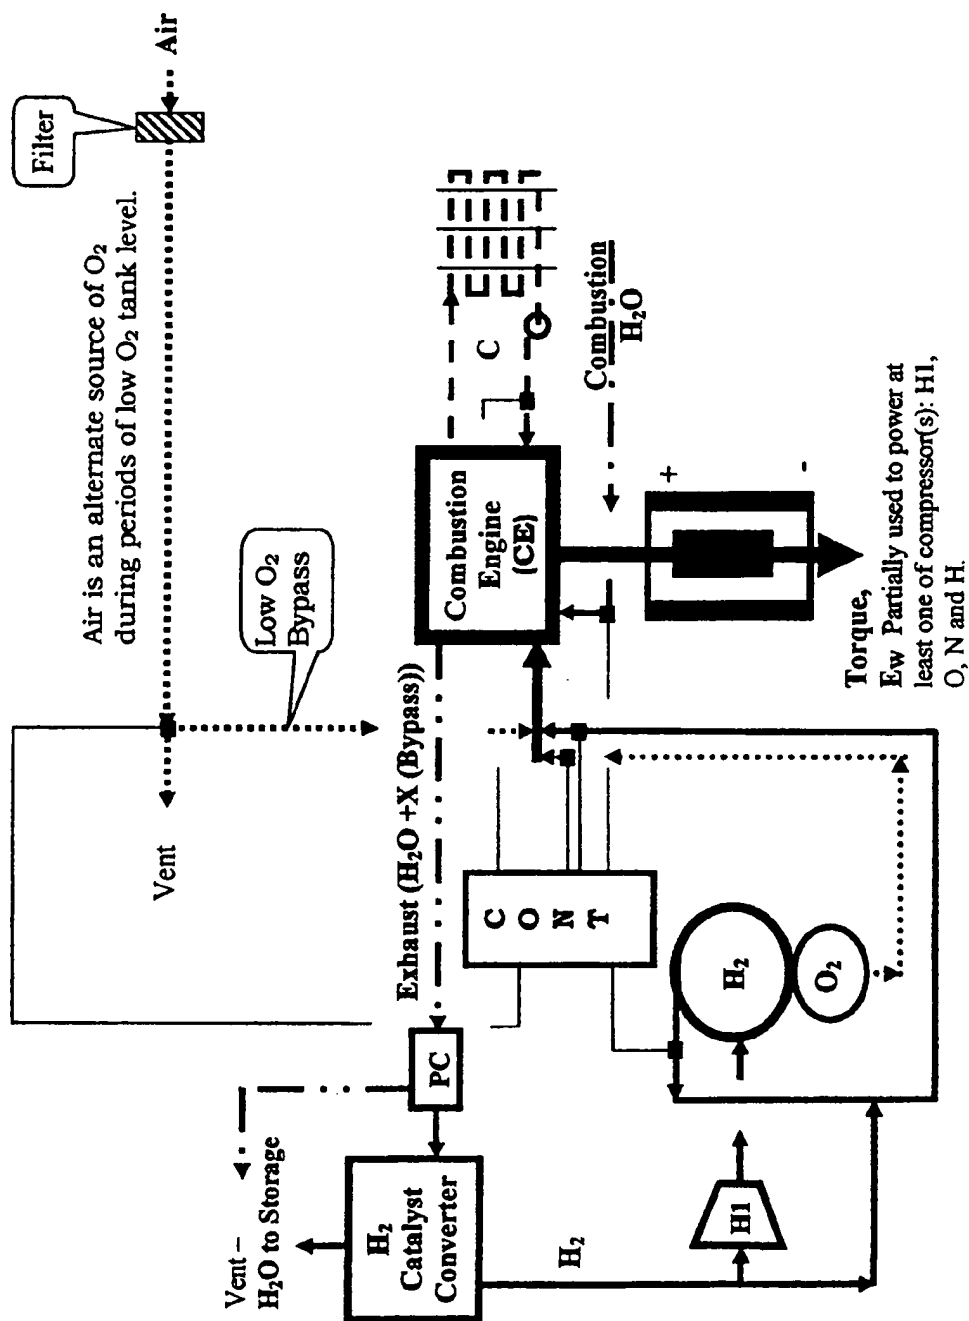 Air
Filter
Air is an alternate source of O₂
during periods of low O₂ tank level.
Low O₂
Bypass
Vent
C
Combustion
H₂O
Combustion
Engine
(CE)
+
-
Torque,
Ew Partially used to power at
least one of compressor(s): H1,
O, N and H.
Exhaust (H₂O +X (Bypass))
C
O
N
T
H₂
O₂
PC
Vent –
H₂O to Storage
H₂
Catalyst
Converter
H₂
H1